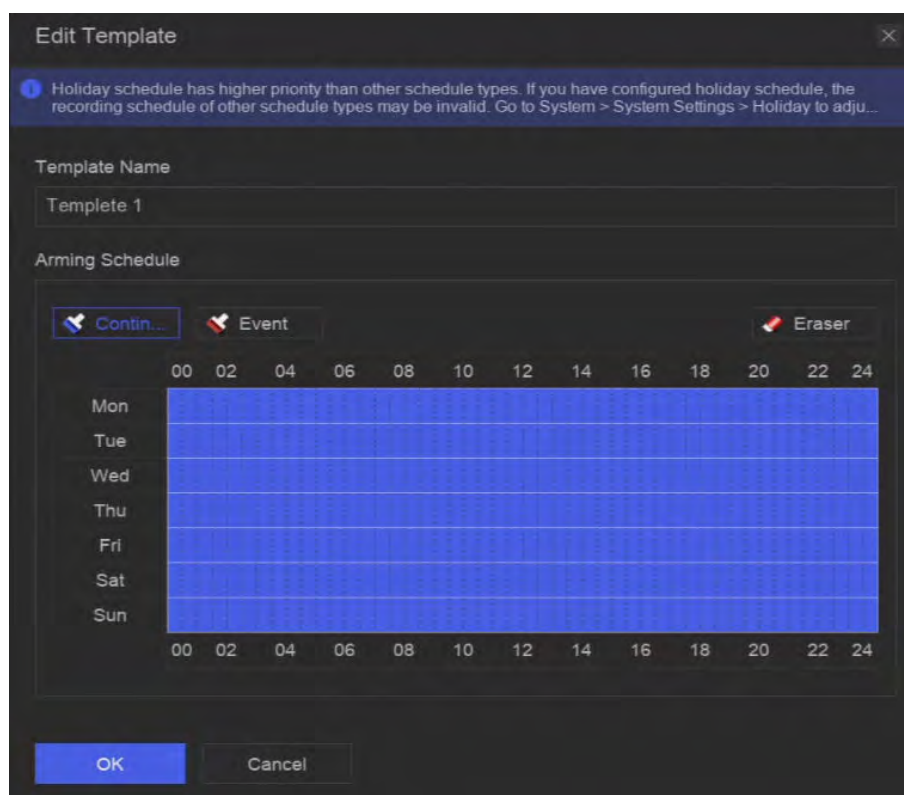 Edit Template
Holiday schedule has higher priority than other schedule types. If you have configured holiday schedule, the
recording schedule of other schedule types may be invalid. Go to System > System Settings > Holiday to adju...
Template Name
Templete 1
Arming Schedule
Contin... Event Eraser
00 02 04 06 08 10 12 14 16 18 20 22 24
Mon
Tue
Wed
Thu
Fri
Sat
Sun
00 02 04 06 08 10 12 14 16 18 20 22 24
OK Cancel